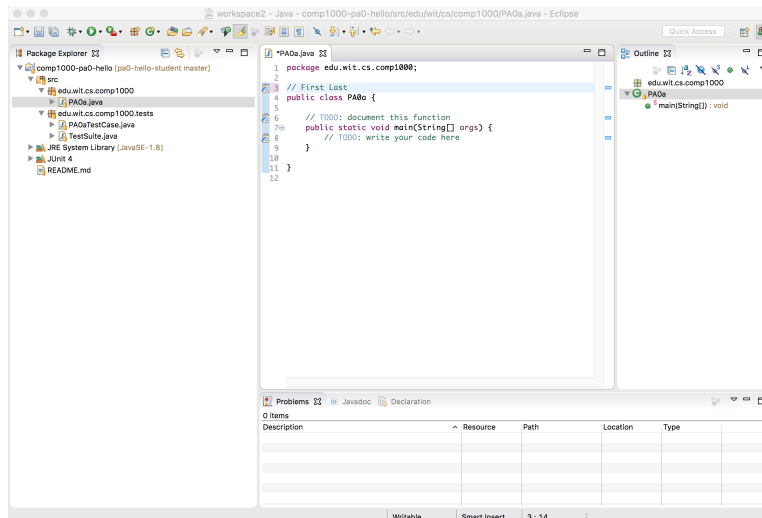 workspace2 - Java - comp1000-pa0-hello/src/edu/wit/cs/comp1000/PA0a.java - Eclipse
Quick Access
Package Explorer
comp1000-pa0-hello [pa0-hello-student master]
src
edu.wit.cs.comp1000
PA0a.java
edu.wit.cs.comp1000.tests
PA0aTestCase.java
TestSuite.java
JRE System Library [JavaSE-1.8]
JUnit 4
README.md
*PA0a.java
1 package edu.wit.cs.comp1000;
2
3 // First Last
4 public class PA0a {
5
6 // TODO: document this function
7 public static void main(String[] args) {
8 // TODO: write your code here
9 }
10
11 }
12
Outline
edu.wit.cs.comp1000
PA0a
main(String[]) : void
Problems @ Javadoc Declaration
0 items
Description Resource Path Location Type
Writable Smart Insert 3 : 14